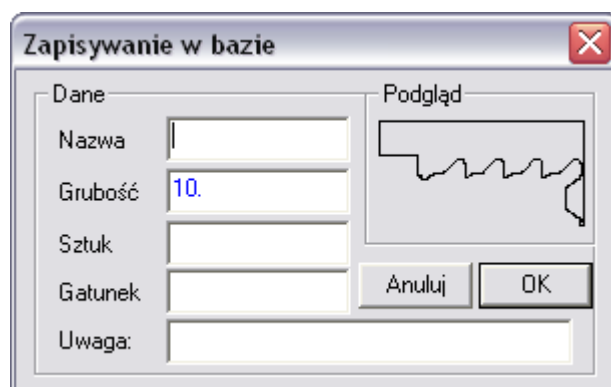 Zapisywanie w bazie
Dane
Podgląd
Nazwa
Grubość 10.
Sztuk
Gatunek
Anuluj
OK
Uwaga: